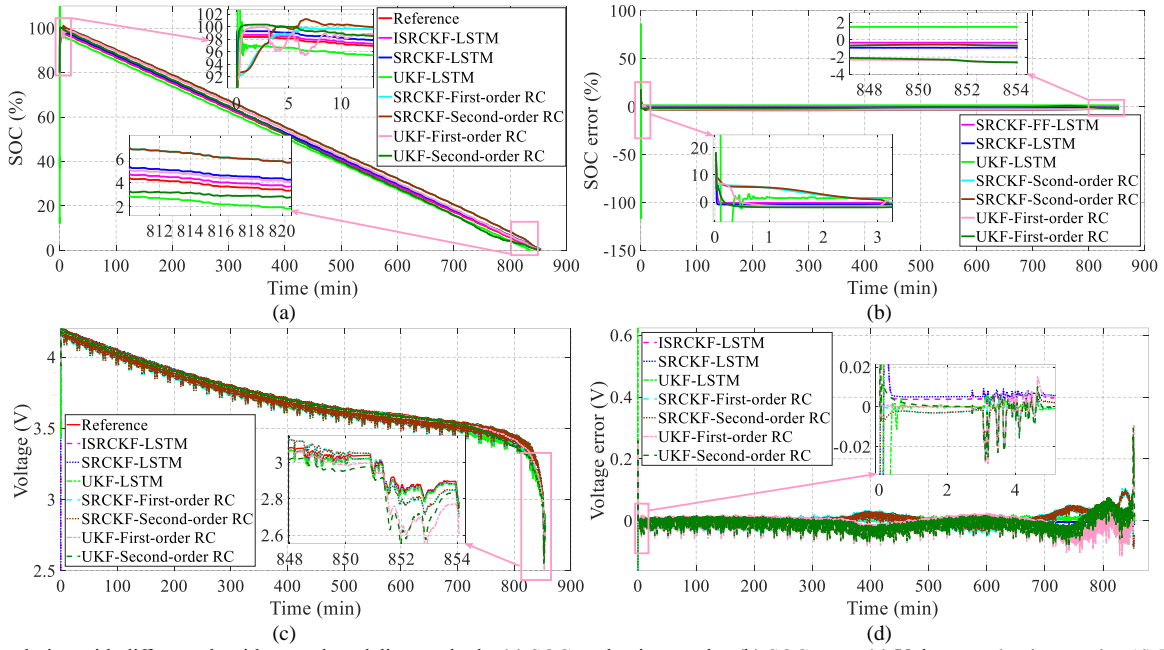 110
100
80
60
40
20
0
SOC (%)
0 100 200 300 400 500 600 700 800 900
Time (min)
(a)
102
100
98
96
94
92
0 5 10
6
4
2
812 814 816 818 820
Reference
ISRCKF-LSTM
SRCKF-LSTM
UKF-LSTM
SRCKF-First-order RC
SRCKF-Second-order RC
UKF-First-order RC
UKF-Second-order RC
100
50
0
-50
-100
-150
SOC error (%)
0 100 200 300 400 500 600 700 800 900
Time (min)
(b)
2
0
-2
-4
848 850 852 854
20
10
0
0 1 2 3
SRCKF-FF-LSTM
SRCKF-LSTM
UKF-LSTM
SRCKF-Scond-order RC
SRCKF-Scond-order RC
UKF-First-order RC
UKF-First-order RC
4
3.5
3
2.5
Voltage (V)
0 100 200 300 400 500 600 700 800 900
Time (min)
(c)
Reference
ISRCKF-LSTM
SRCKF-LSTM
UKF-LSTM
SRCKF-First-order RC
SRCKF-Second-order RC
UKF-First-order RC
UKF-Second-order RC
3
2.8
2.6
848 850 852 854
0.6
0.4
0.2
0
Voltage error (V)
0 100 200 300 400 500 600 700 800
Time (min)
(d)
ISRCKF-LSTM
SRCKF-LSTM
UKF-LSTM
SRCKF-First-order RC
SRCKF-Second-order RC
UKF-First-order RC
UKF-Second-order RC
0.02
0
-0.02
0 2 4